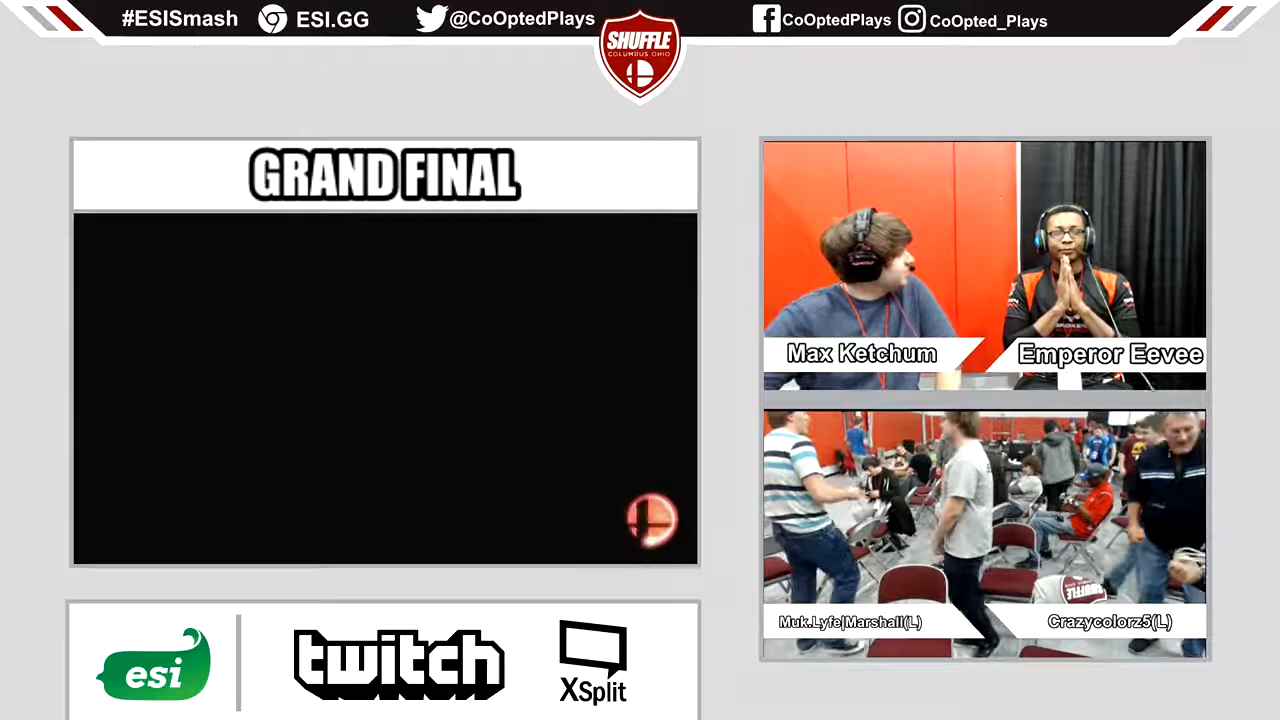 #ESISmash
ESI.GG
@CoOptedPlays
SHUFFLE
COLUMBUS OHIO
CoOptedPlays
CoOpted_Plays
GRAND FINAL
Max Ketchum
Emperor Eevee
SHUFFLE
Muk.Lyfe|Marshall(L)
Crazycolorz5(L)
esi
twitch
XSplit